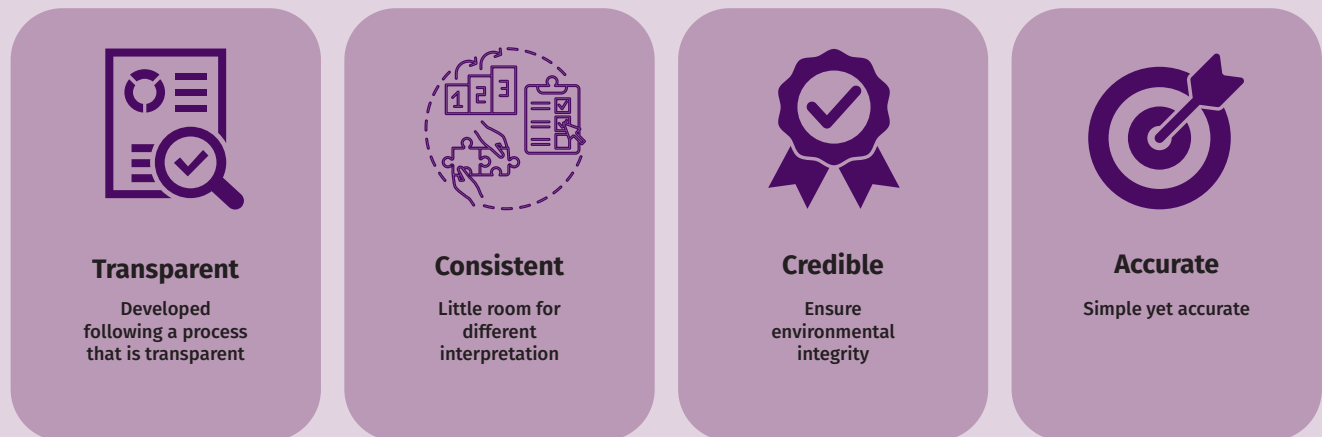 1 2 3
Transparent
Developed
following a process
that is transparent
Consistent
Little room for
different
interpretation
Credible
Ensure
environmental
integrity
Accurate
Simple yet accurate